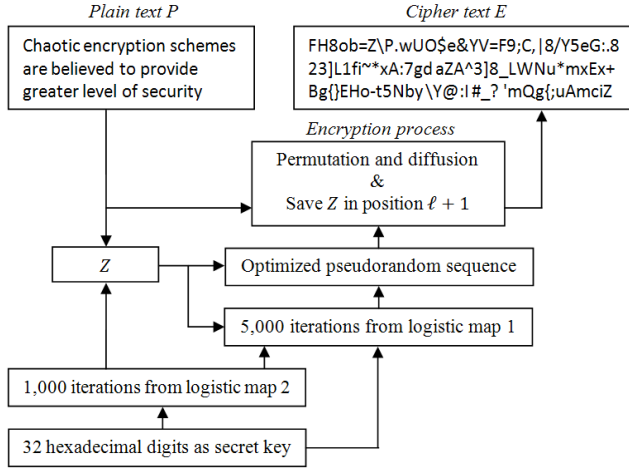 Plain text P
Cipher text E
Chaotic encryption schemes
are believed to provide
greater level of security
FH8ob=Z\P.wUO$e&YV=F9;C,|8/Y5eG:.8
23]L1fi~*xA:7gd aZA^3]8_LWNu*mxEx+
Bg{}EHo-t5Nby\Y@:I#_? 'mQg{;uAmciZ
Encryption process
Permutation and diffusion
&
Save Z in position ℓ + 1
Z
Optimized pseudorandom sequence
5,000 iterations from logistic map 1
1,000 iterations from logistic map 2
32 hexadecimal digits as secret key